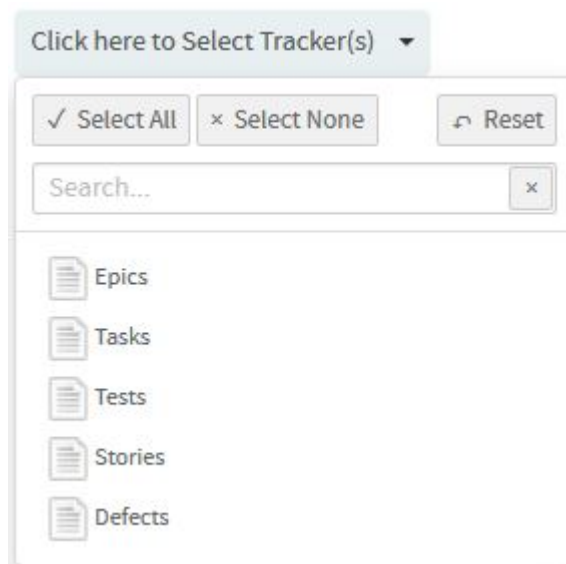 Click here to Select Tracker(s)
✓ Select All × Select None Reset
Search... ×
Epics
Tasks
Tests
Stories
Defects